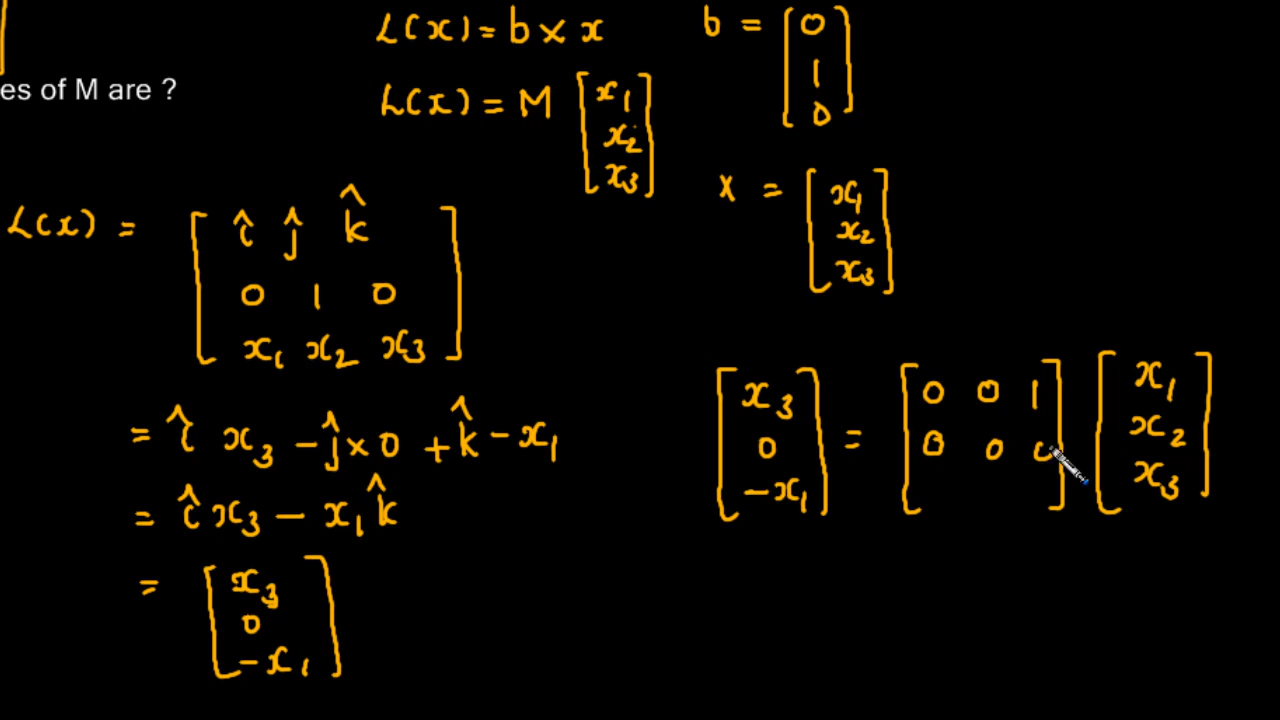 L(x) = b × x
b = [0 1 0]
es of M are ?
L(x) = M [x₁ x₂ x₃]
x = [x₁ x₂ x₃]
L(x) = [î ĵ k̂
0 1 0
x₁ x₂ x₃]
= î x₃ - ĵ × 0 + k̂ - x₁
= î x₃ - x₁ k̂
= [x₃ 0 -x₁]
[x₃ 0 -x₁] = [0 0 1
0 0 0] [x₁ x₂ x₃]